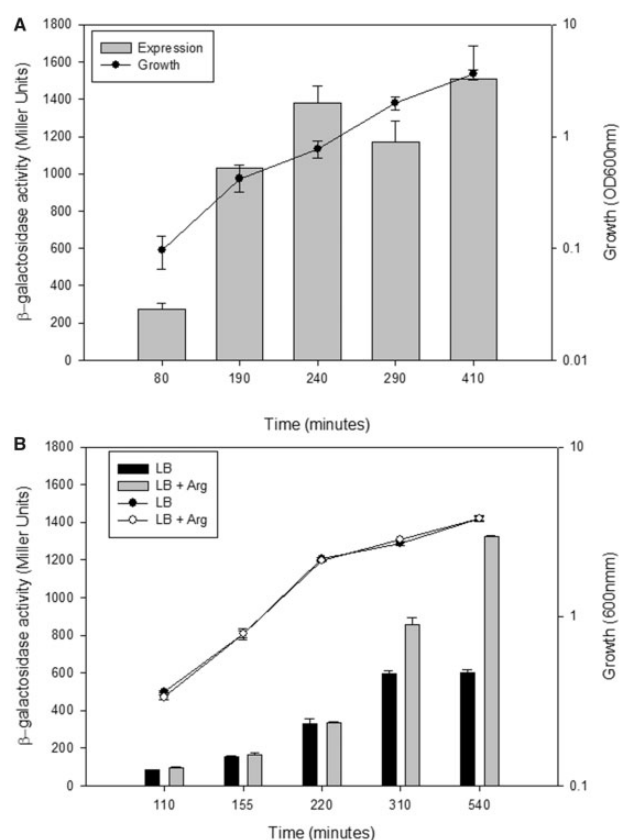 A
β-galactosidase activity (Miller Units)
1800
1600
1400
1200
1000
800
600
400
200
0
Expression
Growth
10
1
0.1
0.01
Growth (OD600nm)
80 190 240 290 410
Time (minutes)
B
β-galactosidase activity (Miller Units)
1800
1600
1400
1200
1000
800
600
400
200
0
LB
LB + Arg
LB
LB + Arg
10
1
0.1
Growth (600nmm)
110 155 220 310 540
Time (minutes)